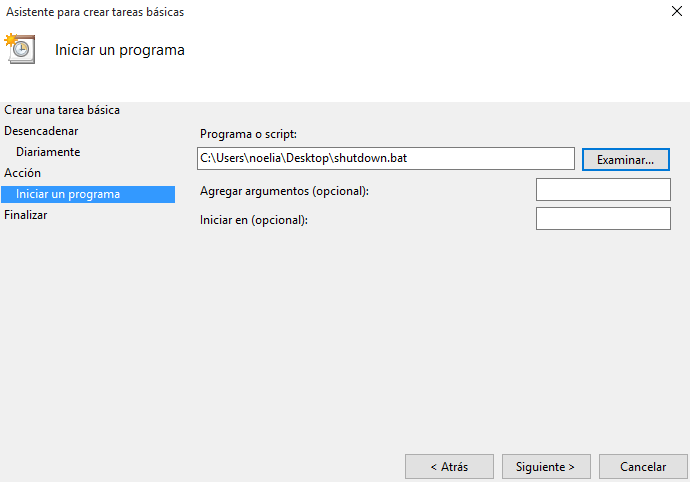 Asistente para crear tareas básicas
Iniciar un programa
Crear una tarea básica
Desencadenar
Diariamente
Acción
Iniciar un programa
Finalizar
Programa o script:
C:\Users\noelia\Desktop\shutdown.bat
Examinar...
Agregar argumentos (opcional):
Iniciar en (opcional):
< Atrás
Siguiente >
Cancelar